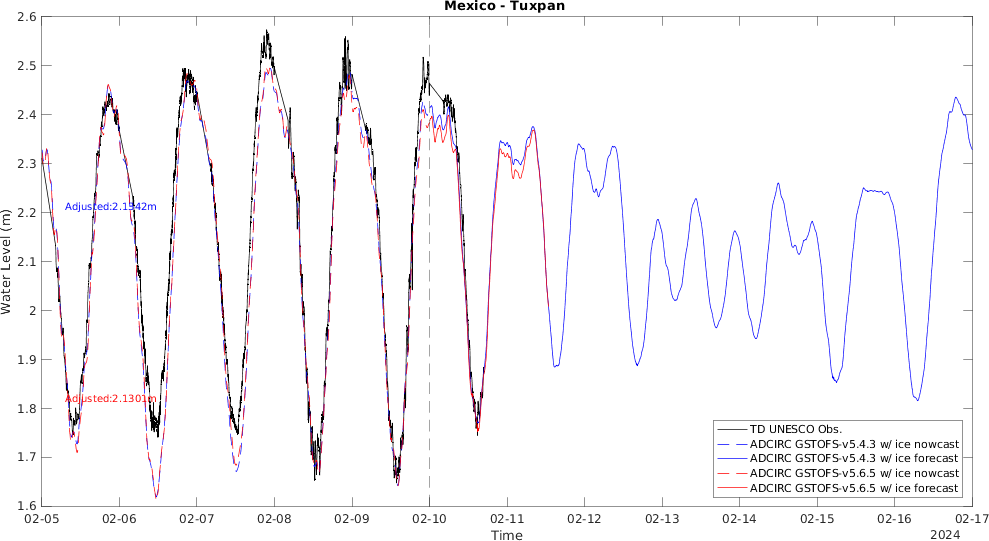 Mexico - Tuxpan
2.6
2.5
2.4
2.3
2.2
2.1
2
1.9
1.8
1.7
1.6
Water Level (m)
Adjusted:2.1342m
Adjusted:2.1301m
TD UNESCO Obs.
ADCIRC GSTOFS-v5.4.3 w/ ice nowcast
ADCIRC GSTOFS-v5.4.3 w/ ice forecast
ADCIRC GSTOFS-v5.6.5 w/ ice nowcast
ADCIRC GSTOFS-v5.6.5 w/ ice forecast
02-05 02-06 02-07 02-08 02-09 02-10 02-11 02-12 02-13 02-14 02-15 02-16 02-17
Time
2024